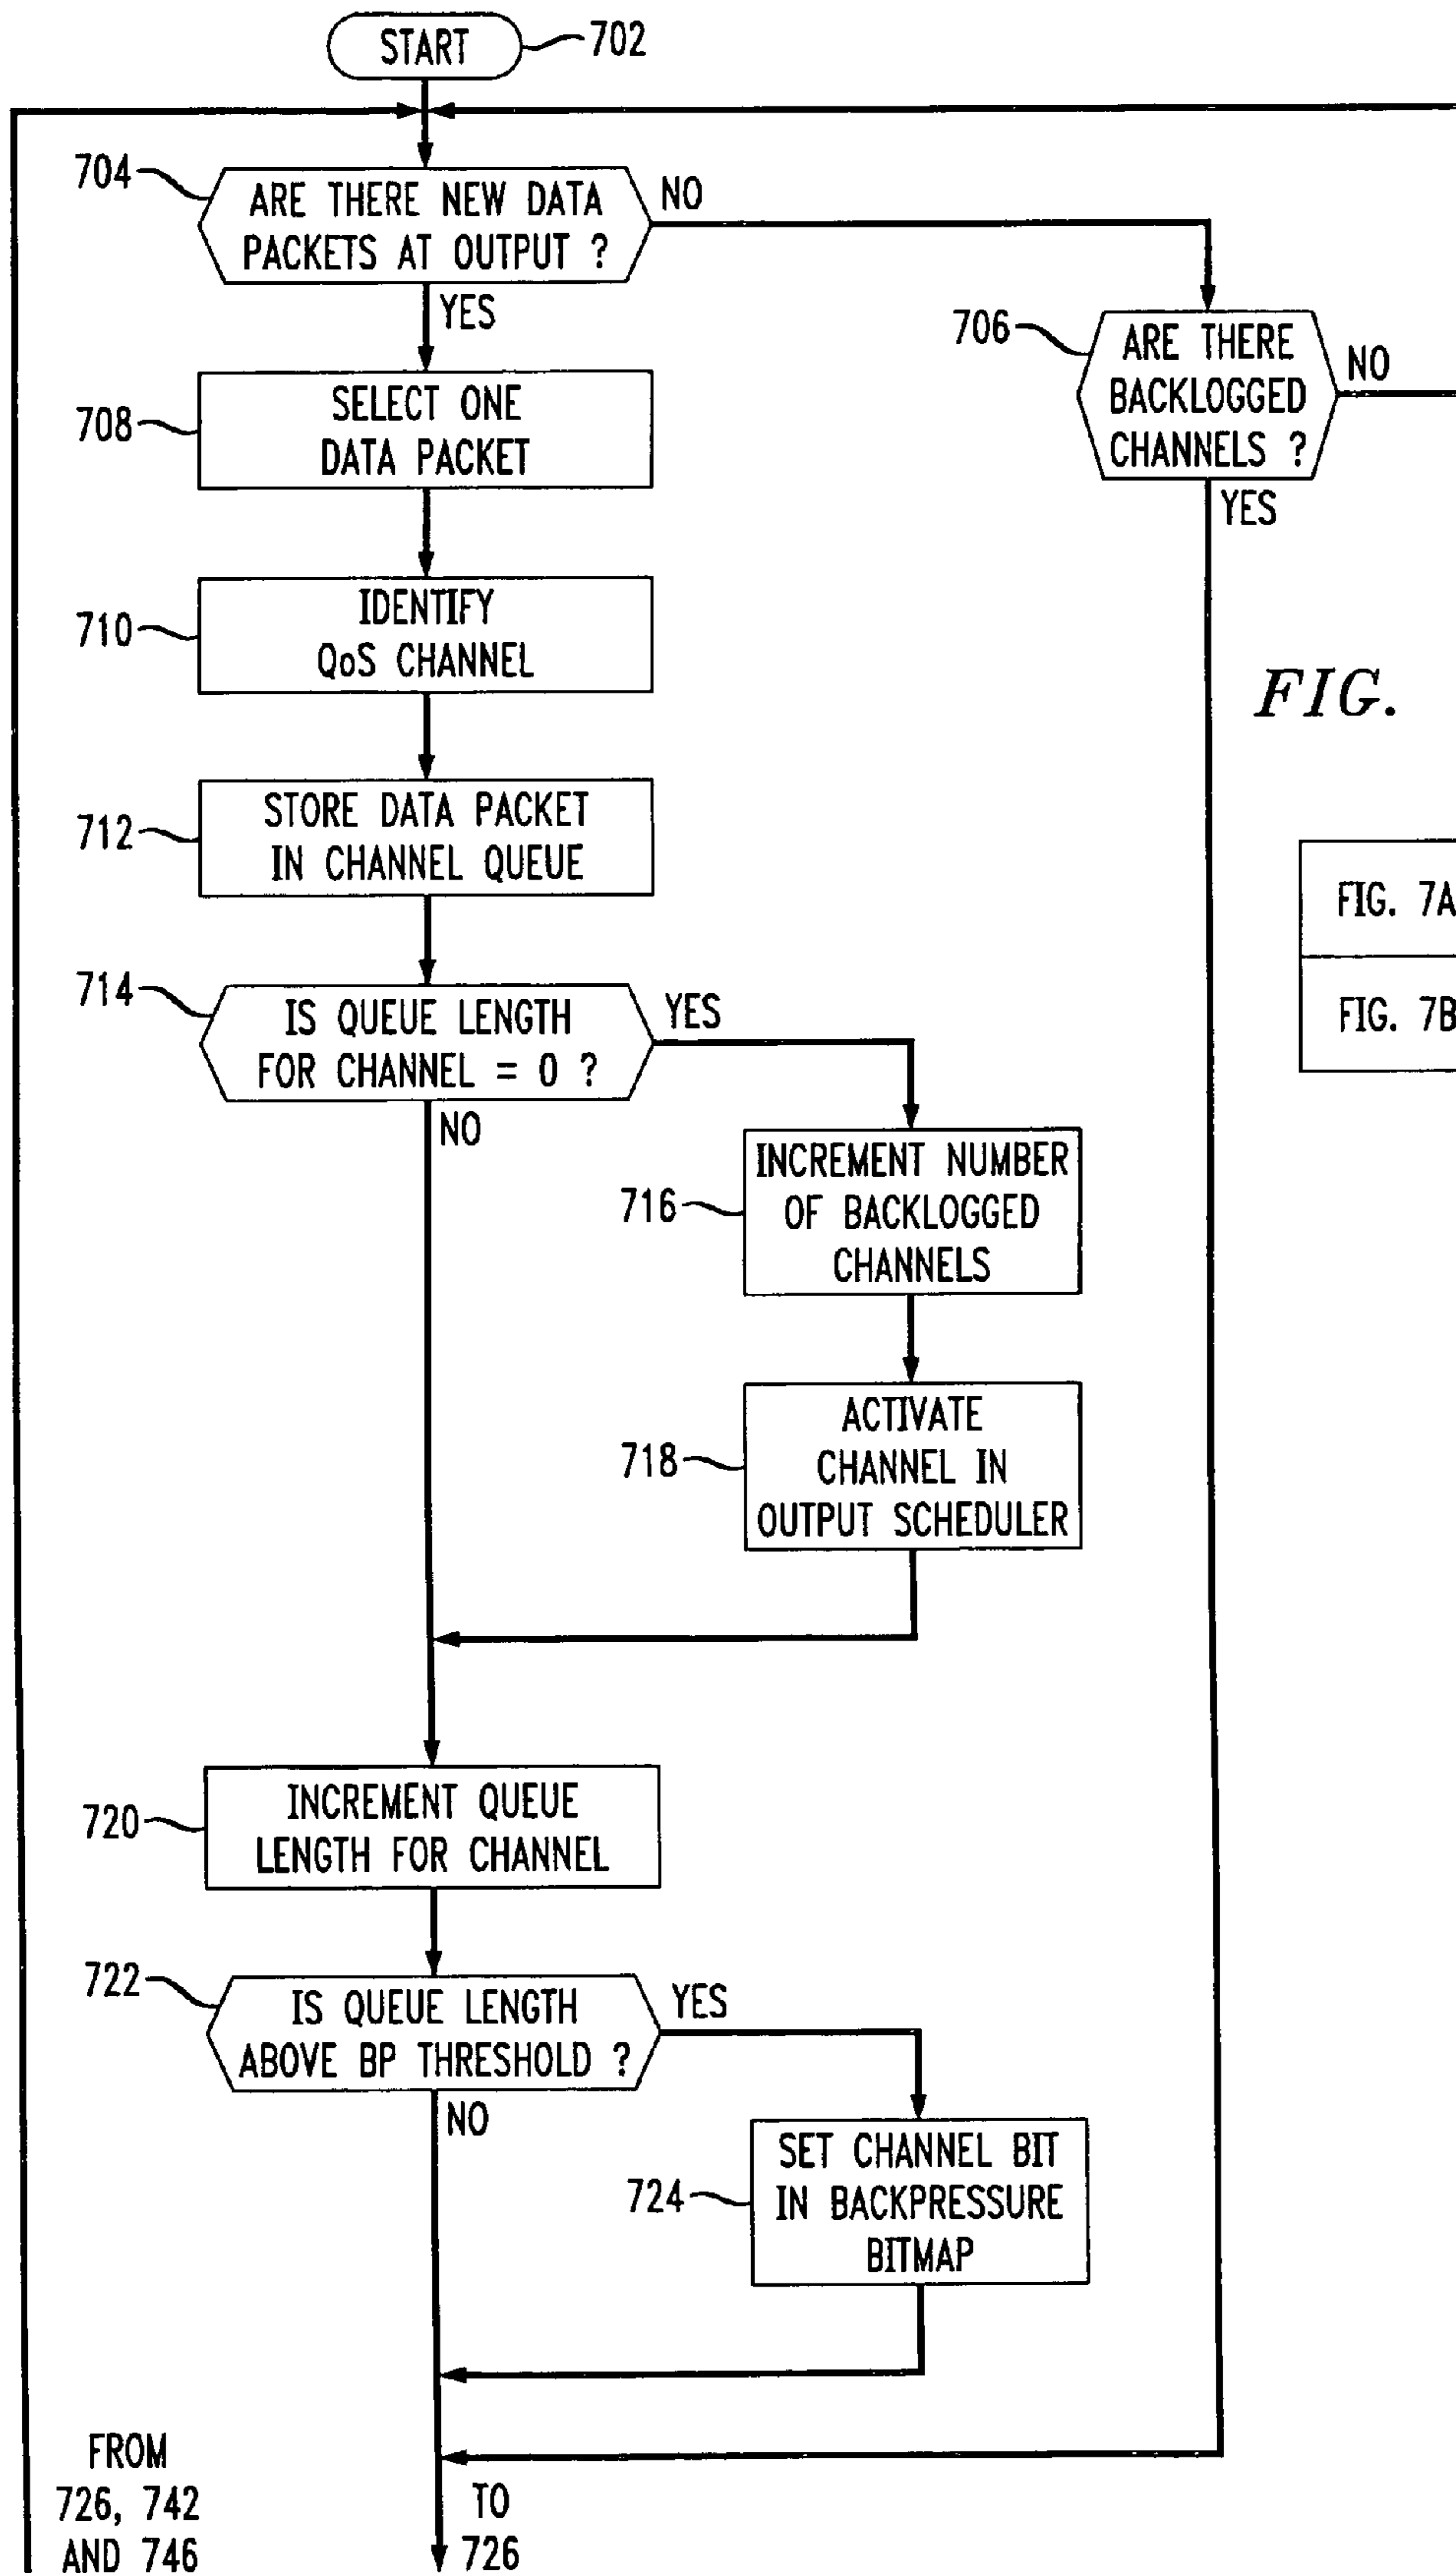 START
702
704
ARE THERE NEW DATA
PACKETS AT OUTPUT ?
NO
YES
706
ARE THERE
BACKLOGGED
CHANNELS ?
NO
YES
708
SELECT ONE
DATA PACKET
710
IDENTIFY
QoS CHANNEL
FIG.
712
STORE DATA PACKET
IN CHANNEL QUEUE
FIG. 7A
FIG. 7B
714
IS QUEUE LENGTH
FOR CHANNEL = 0 ?
YES
NO
716
INCREMENT NUMBER
OF BACKLOGGED
CHANNELS
718
ACTIVATE
CHANNEL IN
OUTPUT SCHEDULER
720
INCREMENT QUEUE
LENGTH FOR CHANNEL
722
IS QUEUE LENGTH
ABOVE BP THRESHOLD ?
YES
NO
724
SET CHANNEL BIT
IN BACKPRESSURE
BITMAP
FROM
726, 742
AND 746
TO
726